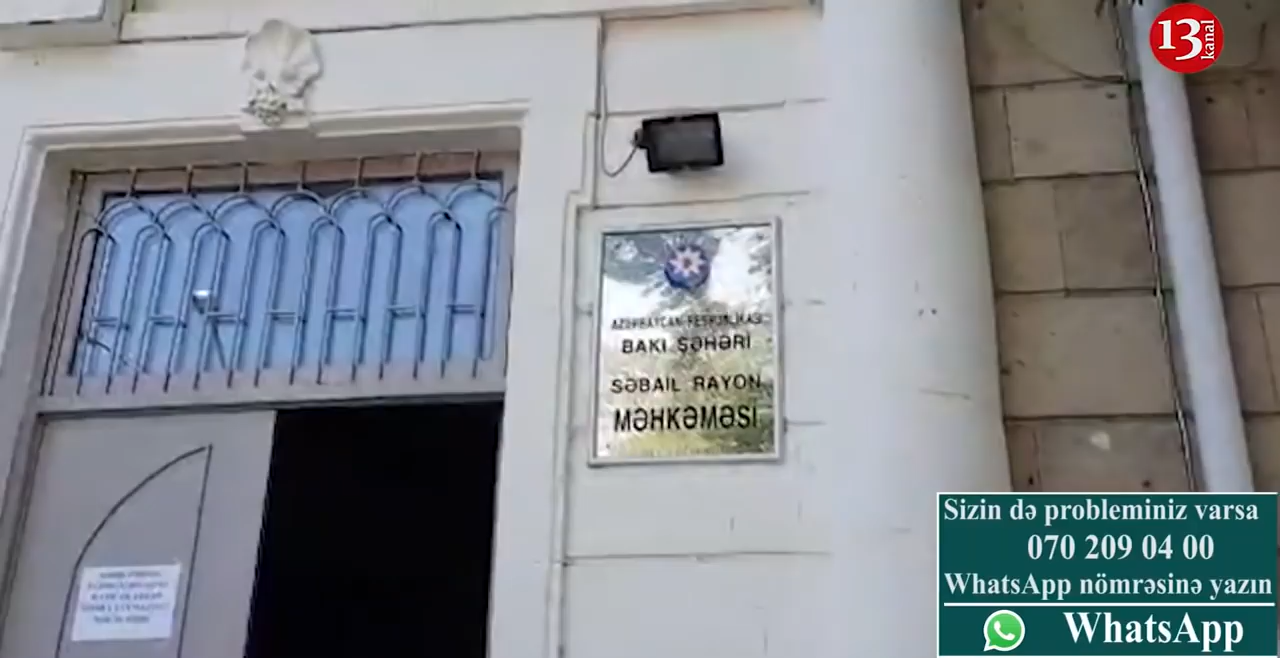 13
kanal
AZƏRBAYCAN RESPUBLİKASI
BAKI ŞƏHƏRİ
SƏBAİL RAYON
MƏHKƏMƏSİ
Sizin də probleminiz varsa
070 209 04 00
WhatsApp nömrəsinə yazın
WhatsApp